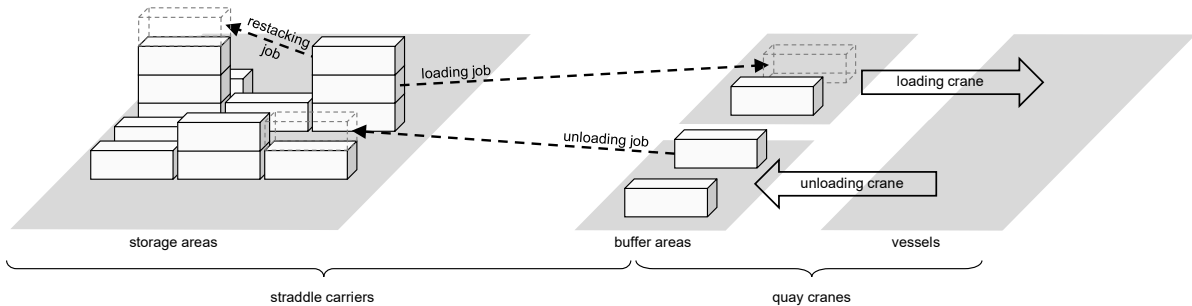 restacking
job
loading job
loading crane
unloading job
unloading crane
storage areas
buffer areas
vessels
straddle carriers
quay cranes